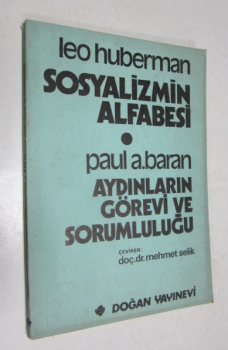 leo huberman
SOSYALİZMİN
ALFABESİ
paul a.baran
AYDINLARIN
GÖREVİ VE
SORUMLULUĞU
ÇEVİREN:
doç.dr.mehmet selik
DOĞAN YAYINEVİ